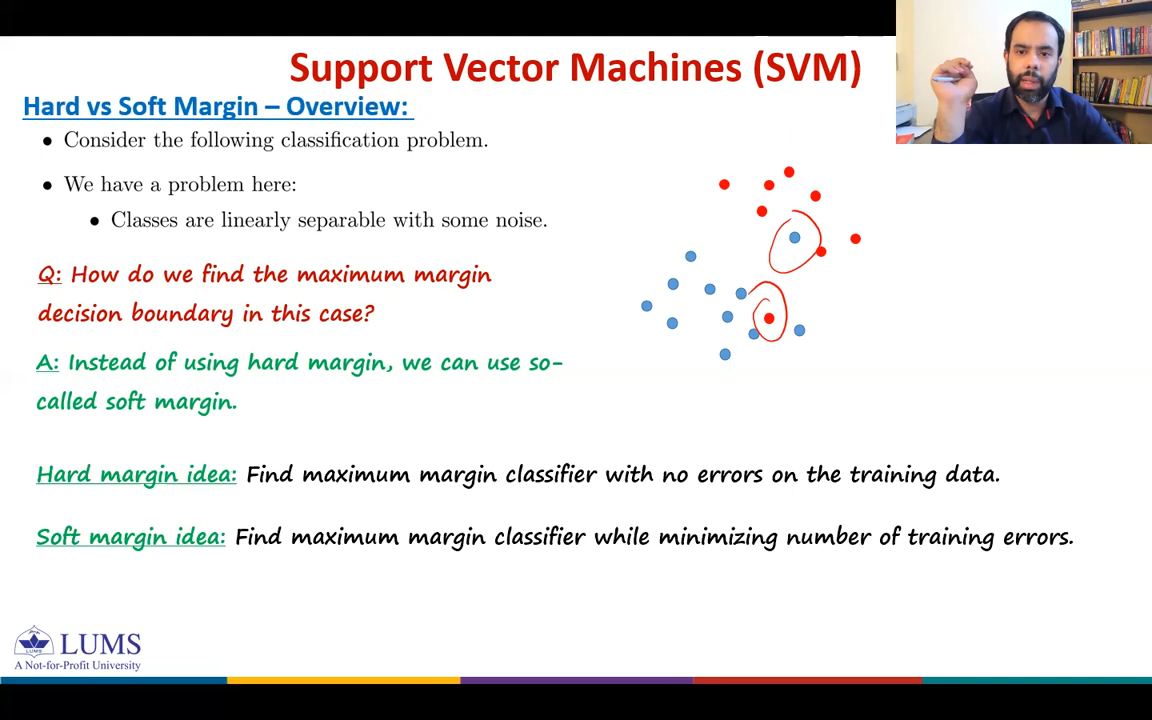 Support Vector Machines (SVM)
Hard vs Soft Margin – Overview:
• Consider the following classification problem.
• We have a problem here:
• Classes are linearly separable with some noise.
Q: How do we find the maximum margin
decision boundary in this case?
A: Instead of using hard margin, we can use so-
called soft margin.
Hard margin idea: Find maximum margin classifier with no errors on the training data.
Soft margin idea: Find maximum margin classifier while minimizing number of training errors.
LUMS
A Not-for-Profit University